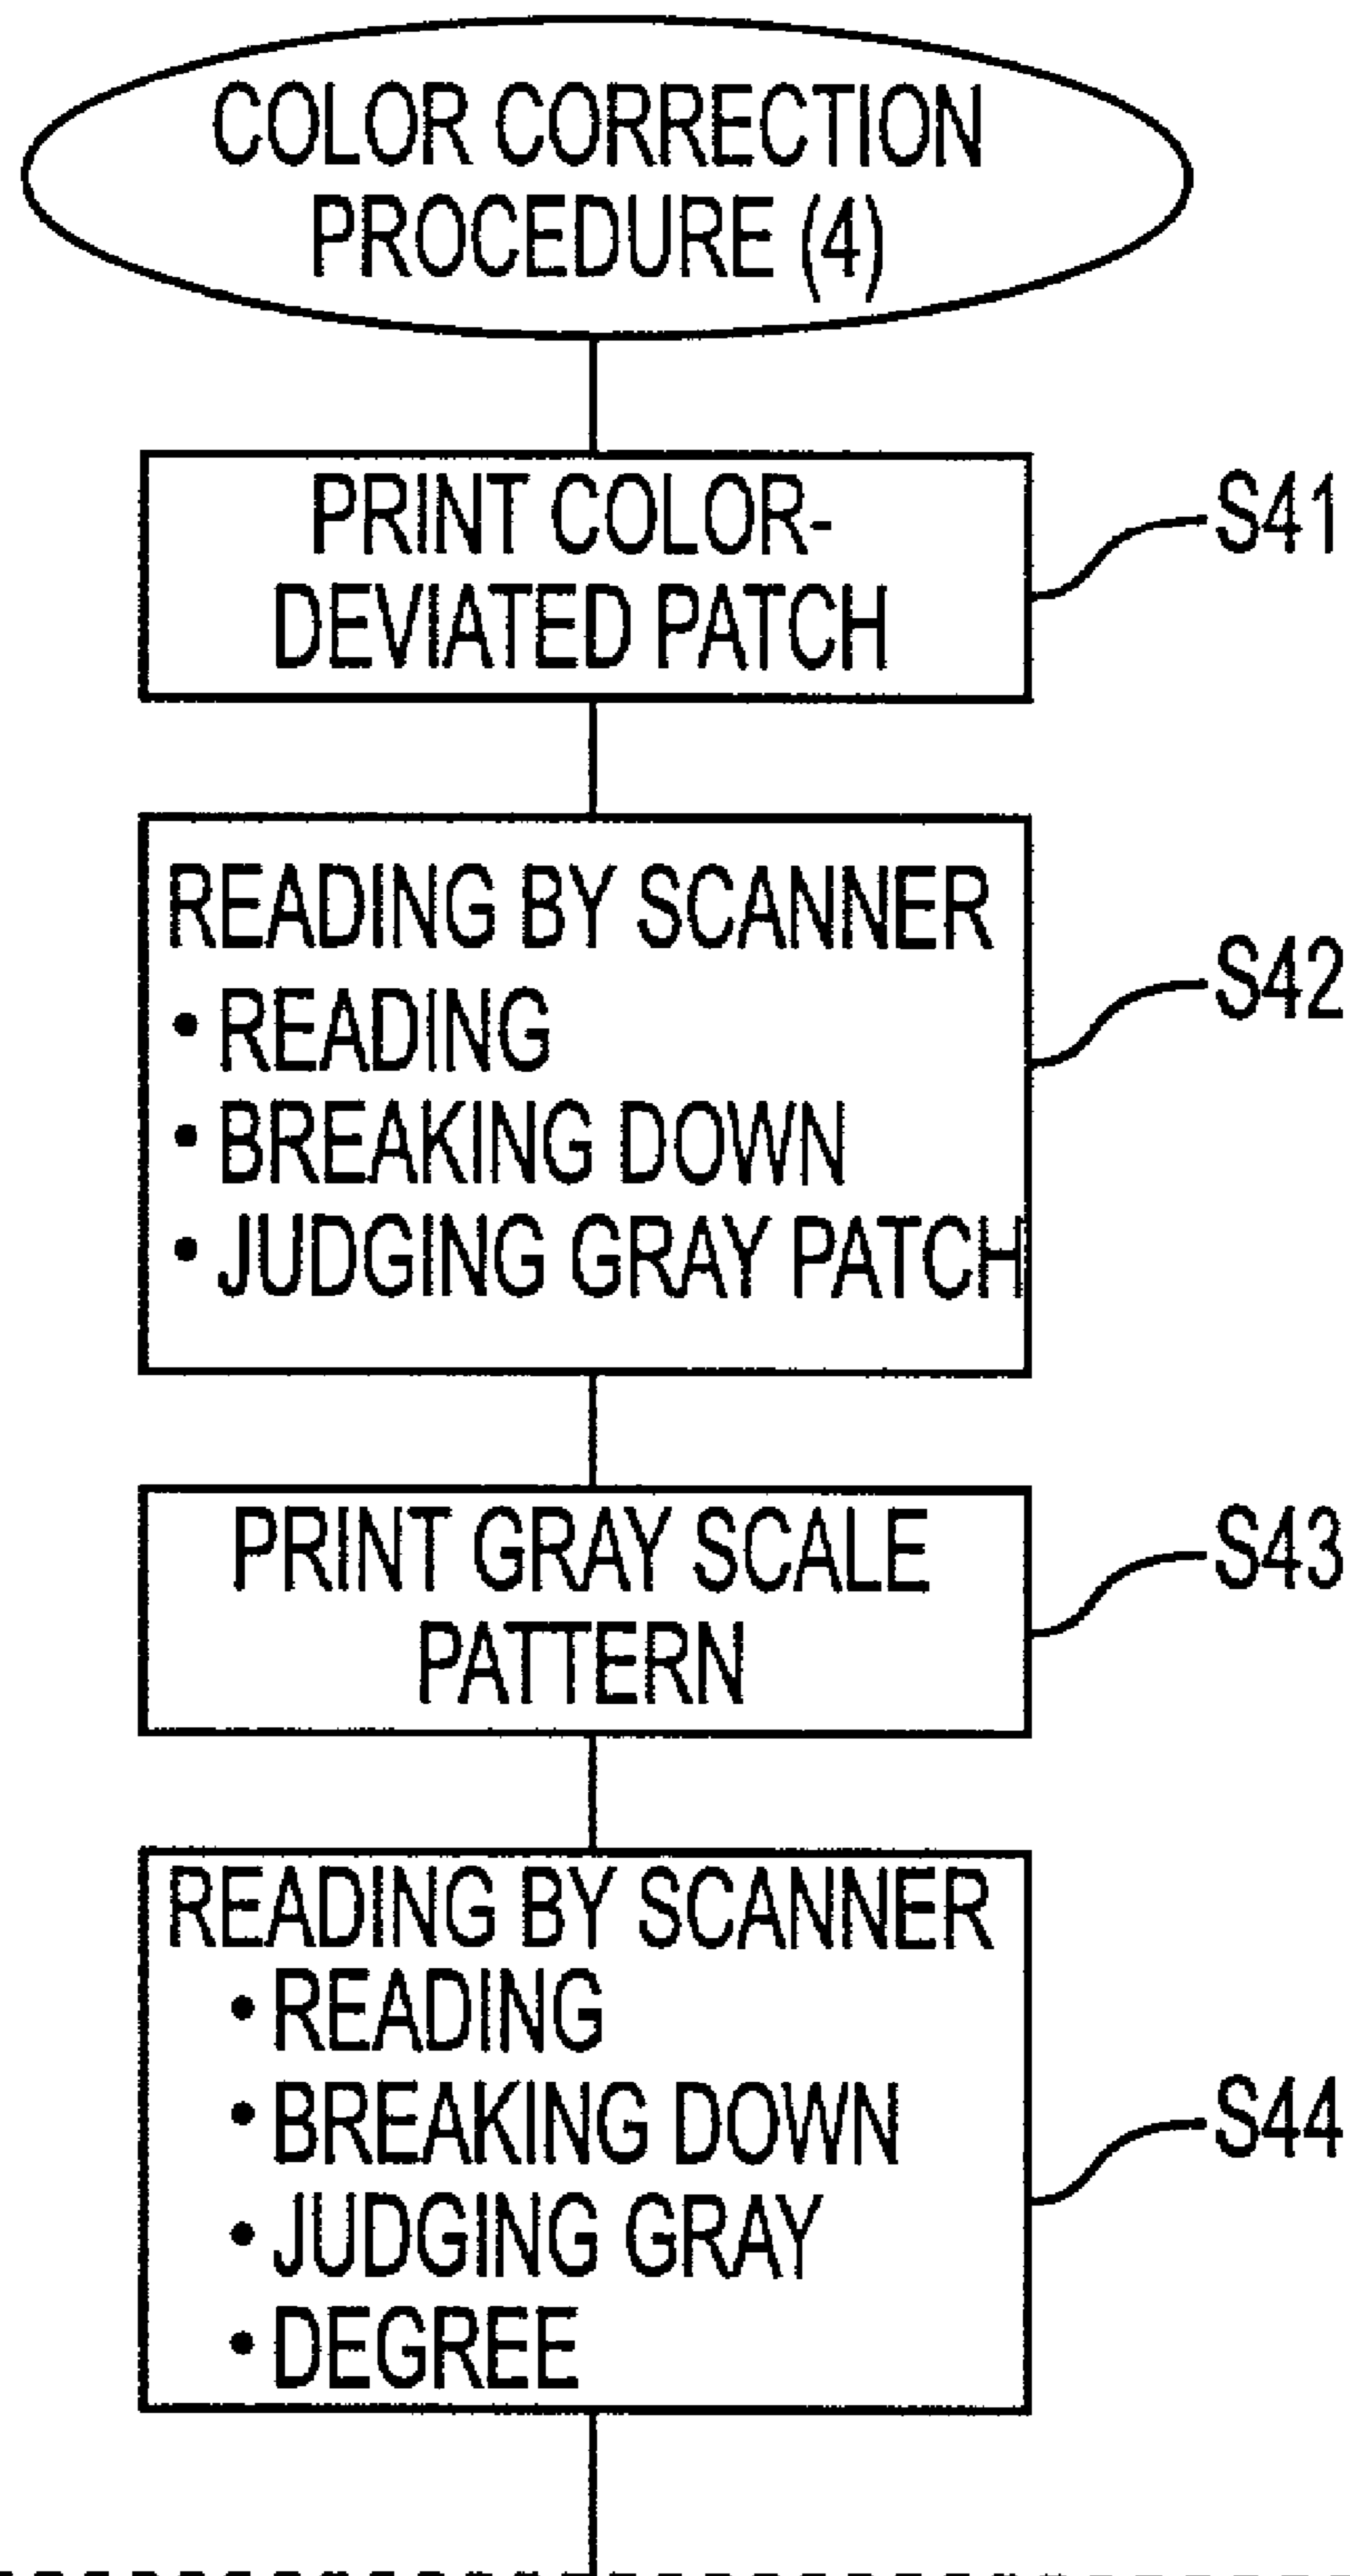 COLOR CORRECTION
PROCEDURE (4)
PRINT COLOR-
DEVIATED PATCH
S41
READING BY SCANNER
• READING
• BREAKING DOWN
• JUDGING GRAY PATCH
S42
PRINT GRAY SCALE
PATTERN
S43
READING BY SCANNER
• READING
• BREAKING DOWN
• JUDGING GRAY
• DEGREE
S44